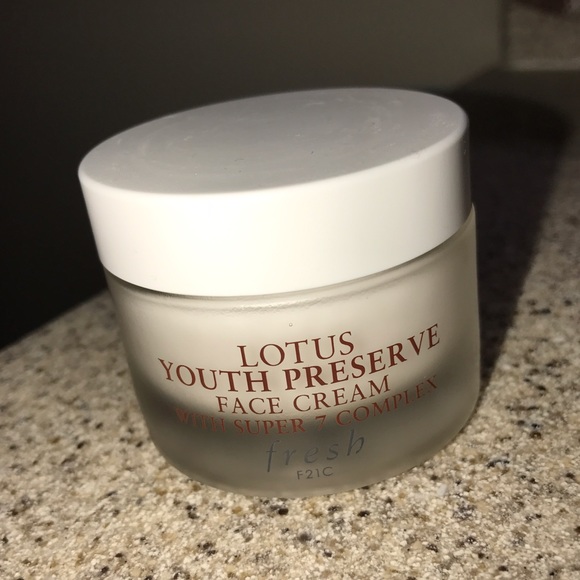 LOTUS
YOUTH PRESERVE
FACE CREAM
WITH SUPER 7 COMPLEX
fresh
F21C